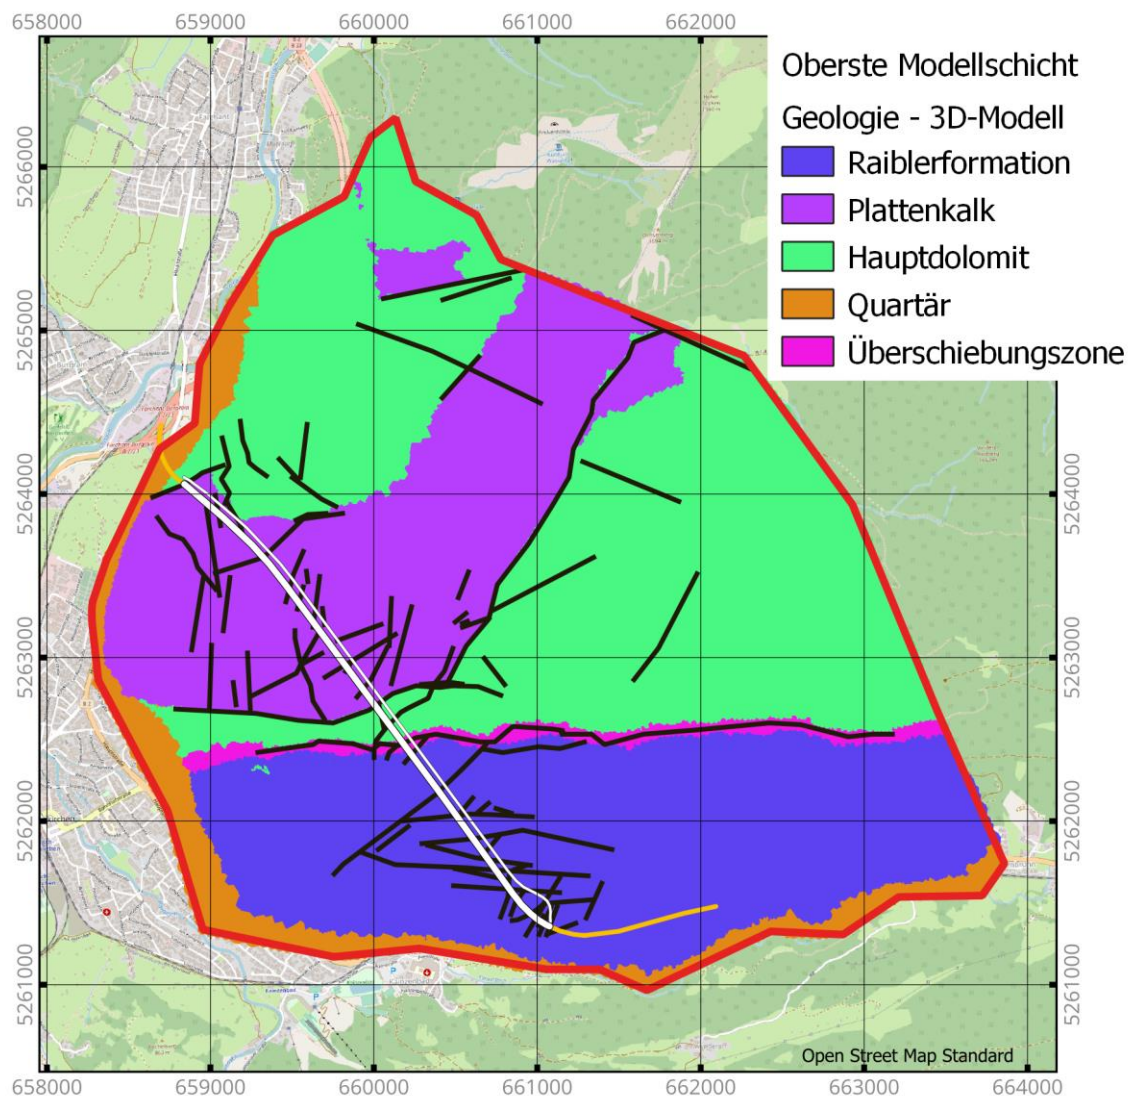 658000 659000 660000 661000 662000
Oberste Modellschicht
Geologie - 3D-Modell
Raiblerformation
Plattenkalk
Hauptdolomit
Quartär
Überschiebungszone
5266000
5265000
5264000 5264000
5263000 5263000
5262000 5262000
5261000 5261000
Open Street Map Standard
658000 659000 660000 661000 662000 663000 664000